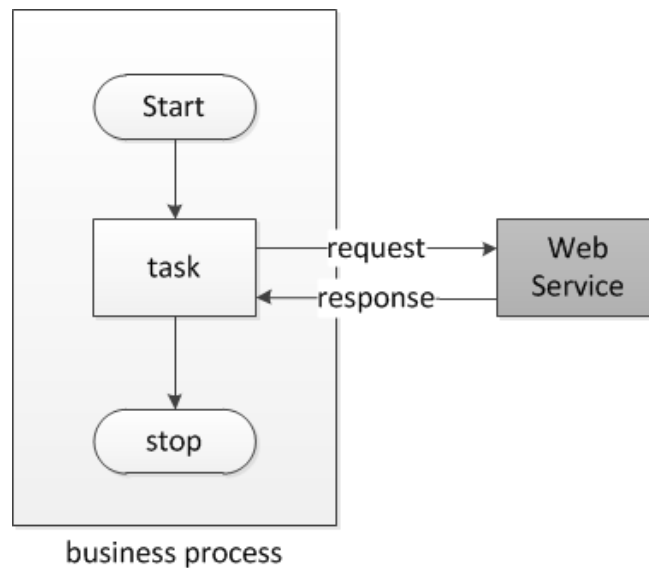 Start
task
request
response
Web
Service
stop
business process